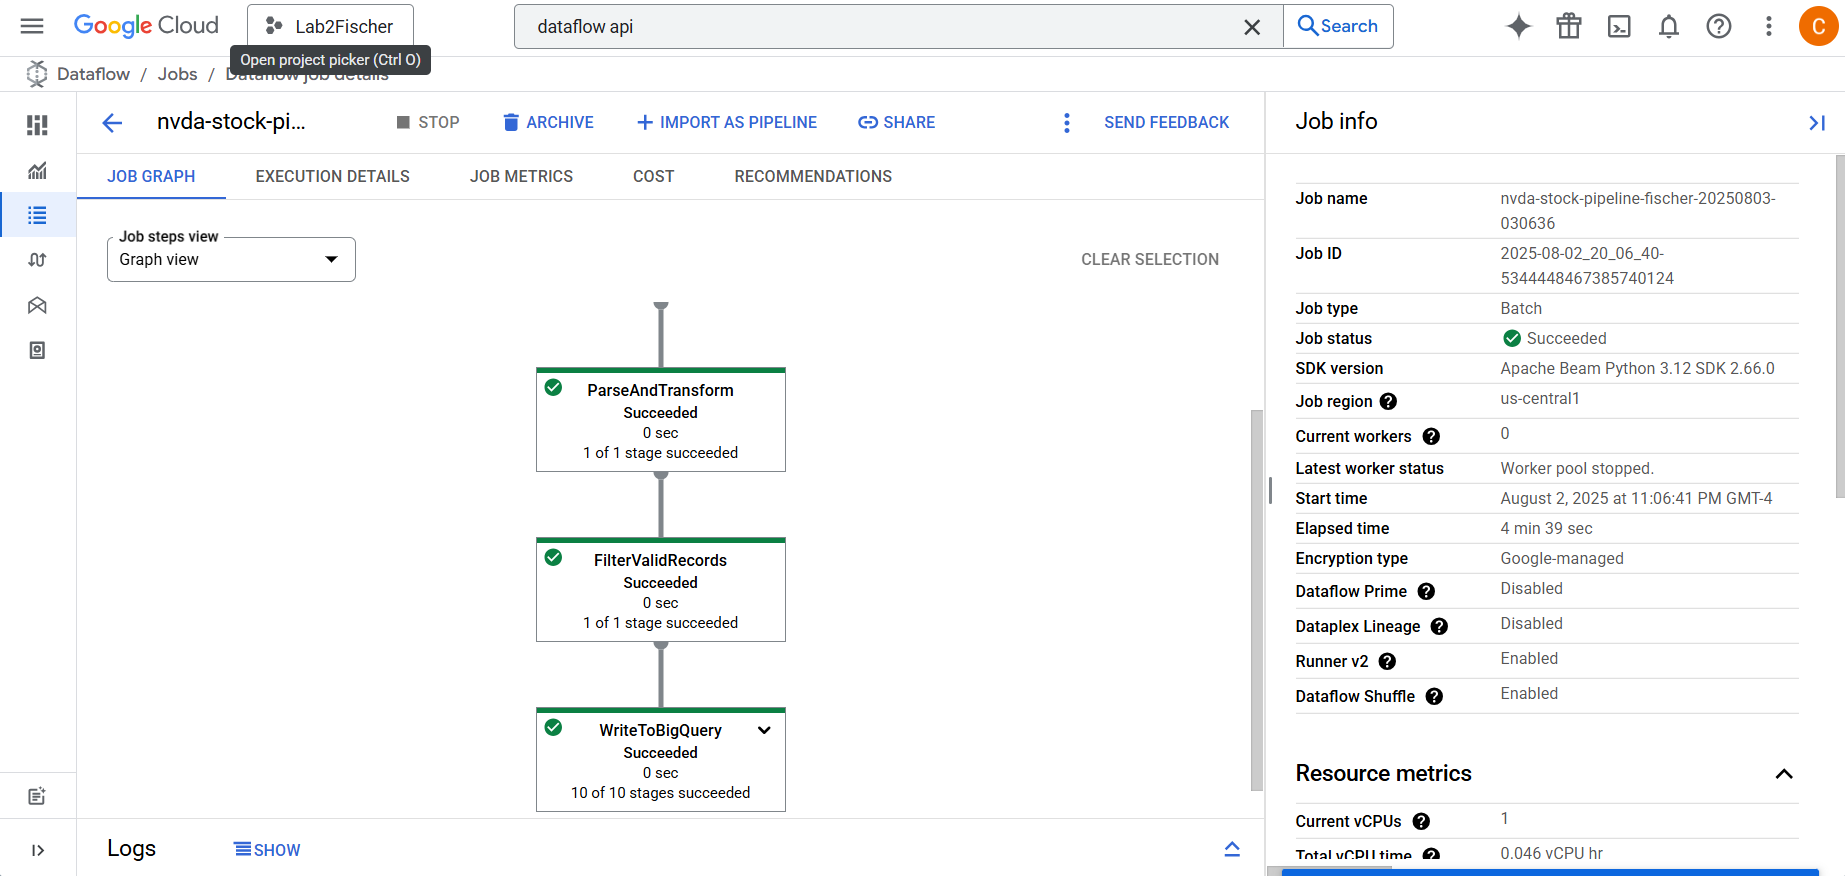 Google Cloud
Lab2Fischer
dataflow api
Search
C
Open project picker (Ctrl O)
Dataflow / Jobs / Dataflow job details
nvda-stock-pi...
STOP
ARCHIVE
IMPORT AS PIPELINE
SHARE
SEND FEEDBACK
JOB GRAPH
EXECUTION DETAILS
JOB METRICS
COST
RECOMMENDATIONS
Job steps view
Graph view
CLEAR SELECTION
ParseAndTransform
Succeeded
0 sec
1 of 1 stage succeeded
FilterValidRecords
Succeeded
0 sec
1 of 1 stage succeeded
WriteToBigQuery
Succeeded
0 sec
10 of 10 stages succeeded
Logs
SHOW
Job info
Job name nvda-stock-pipeline-fischer-20250803-
030636
Job ID 2025-08-02_20_06_40-
5344448467385740124
Job type Batch
Job status Succeeded
SDK version Apache Beam Python 3.12 SDK 2.66.0
Job region us-central1
Current workers 0
Latest worker status Worker pool stopped.
Start time August 2, 2025 at 11:06:41 PM GMT-4
Elapsed time 4 min 39 sec
Encryption type Google-managed
Dataflow Prime Disabled
Dataplex Lineage Disabled
Runner v2 Enabled
Dataflow Shuffle Enabled
Resource metrics
Current vCPUs 1
Total vCPU time 0.046 vCPU hr